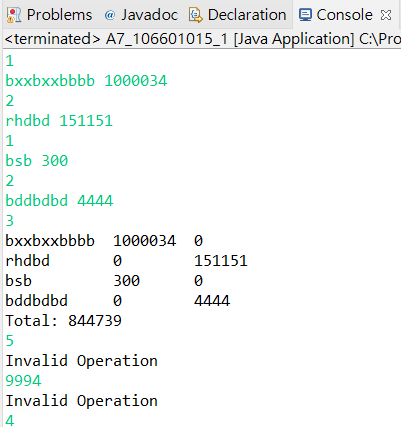 Problems @ Javadoc Declaration Console
<terminated> A7_106601015_1 [Java Application] C:\Pro
1
bxxbxxbbbb 1000034
2
rhdbd 151151
1
bsb 300
2
bddbdbd 4444
3
bxxbxxbbbb 1000034 0
rhdbd 0 151151
bsb 300 0
bddbdbd 0 4444
Total: 844739
5
Invalid Operation
9994
Invalid Operation
4